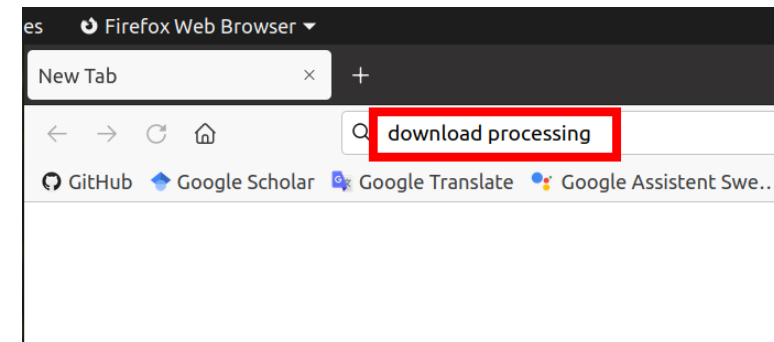 es Firefox Web Browser
New Tab
download processing
GitHub Google Scholar Google Translate Google Assistent Swe...